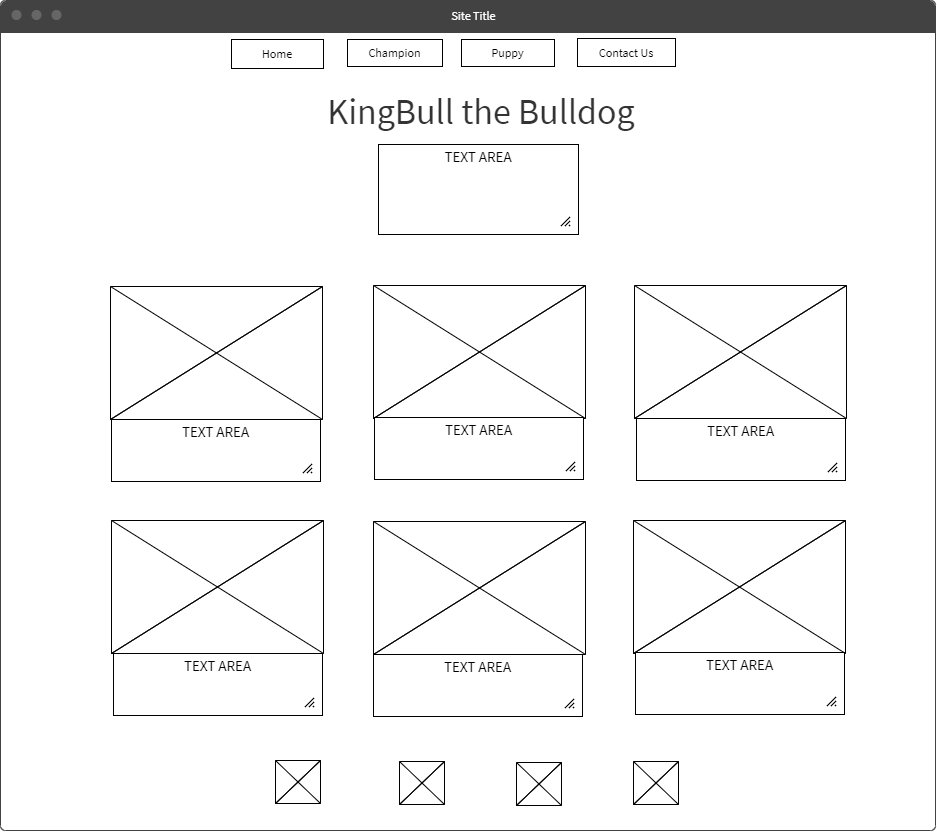 Site Title
Home Champion Puppy Contact Us
KingBull the Bulldog
TEXT AREA
TEXT AREA TEXT AREA TEXT AREA
TEXT AREA TEXT AREA TEXT AREA